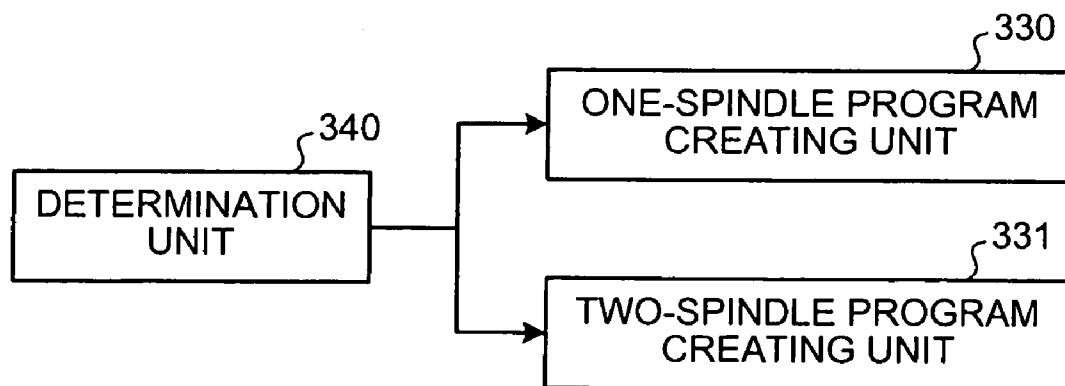 330
ONE-SPINDLE PROGRAM
CREATING UNIT
340
DETERMINATION
UNIT
331
TWO-SPINDLE PROGRAM
CREATING UNIT